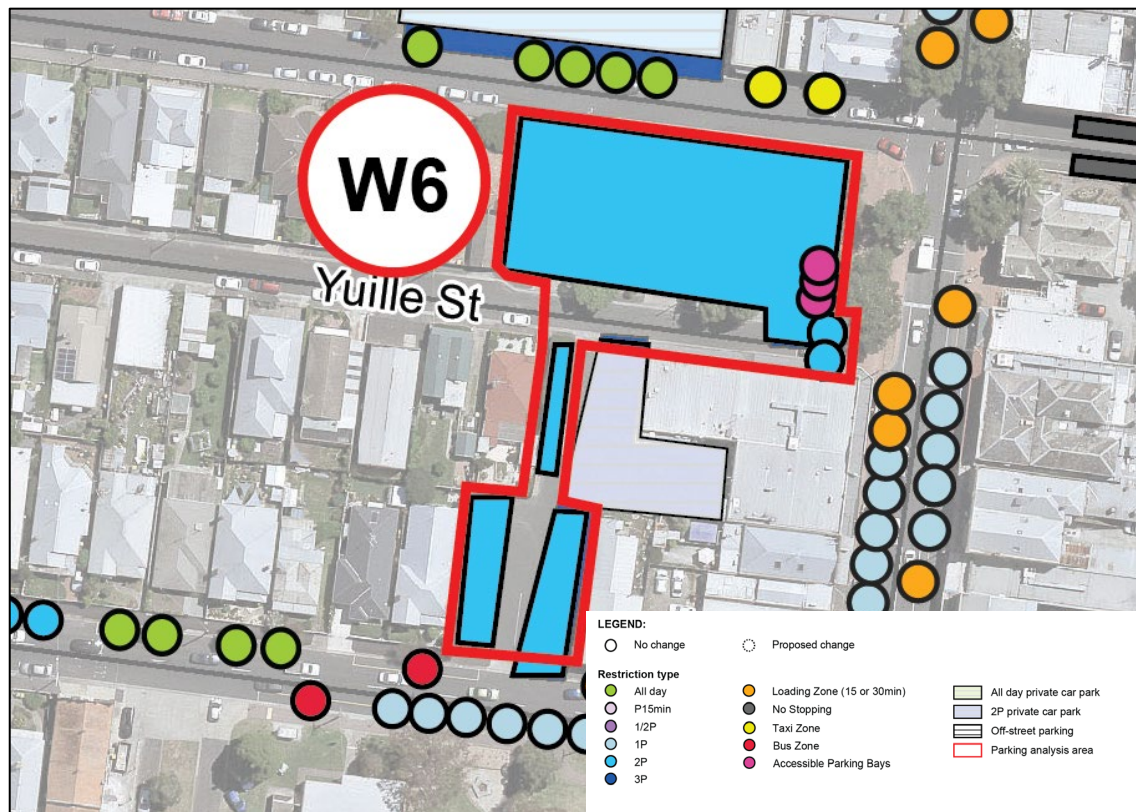 W6
Yuille St
LEGEND:
No change
Proposed change
Restriction type
All day
P15min
1/2P
1P
2P
3P
Loading Zone (15 or 30min)
No Stopping
Taxi Zone
Bus Zone
Accessible Parking Bays
All day private car park
2P private car park
Off-street parking
Parking analysis area